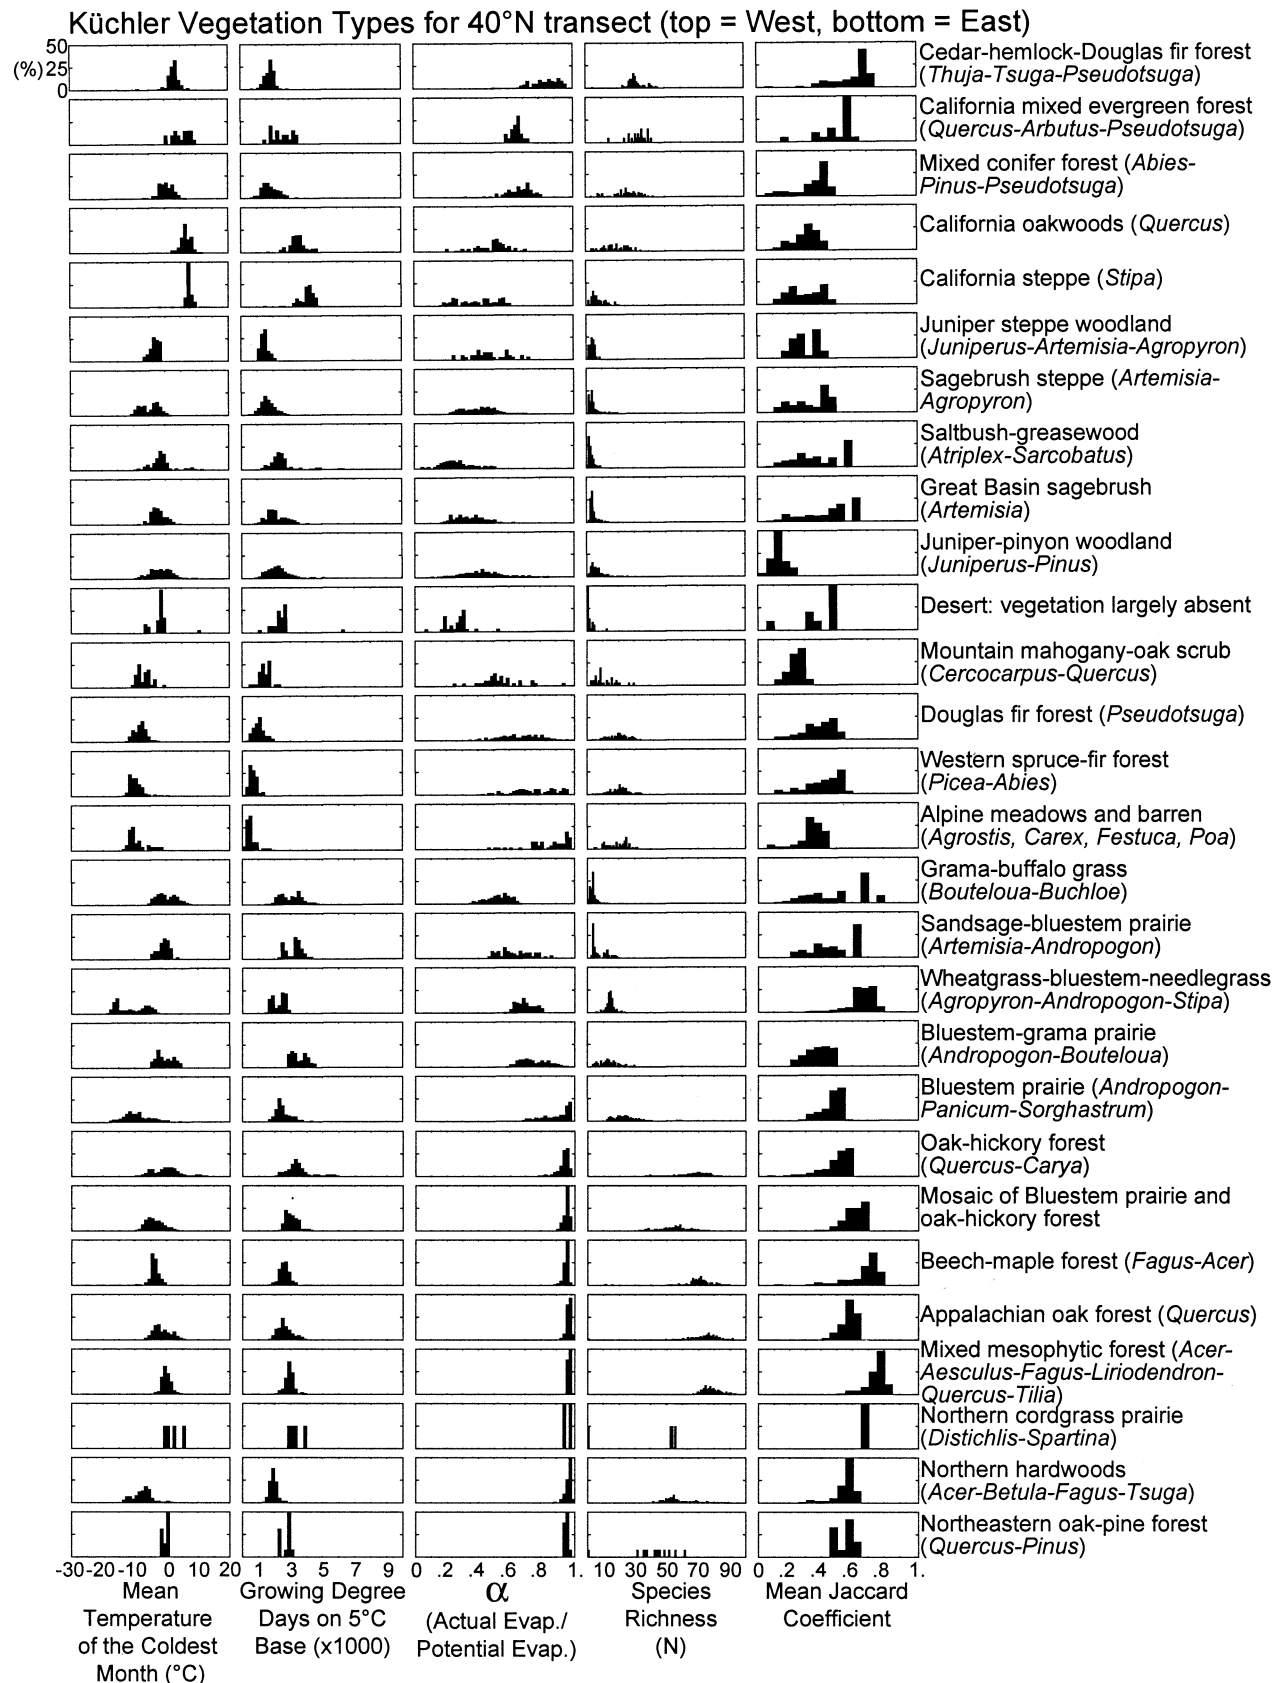 Küchler Vegetation Types for 40°N transect (top = West, bottom = East)
50
(%) 25
0
Cedar-hemlock-Douglas fir forest
(Thuja-Tsuga-Pseudotsuga)
California mixed evergreen forest
(Quercus-Arbutus-Pseudotsuga)
Mixed conifer forest (Abies-
Pinus-Pseudotsuga)
California oakwoods (Quercus)
California steppe (Stipa)
Juniper steppe woodland
(Juniperus-Artemisia-Agropyron)
Sagebrush steppe (Artemisia-
Agropyron)
Saltbush-greasewood
(Atriplex-Sarcobatus)
Great Basin sagebrush
(Artemisia)
Juniper-pinyon woodland
(Juniperus-Pinus)
Desert: vegetation largely absent
Mountain mahogany-oak scrub
(Cercocarpus-Quercus)
Douglas fir forest (Pseudotsuga)
Western spruce-fir forest
(Picea-Abies)
Alpine meadows and barren
(Agrostis, Carex, Festuca, Poa)
Grama-buffalo grass
(Bouteloua-Buchloe)
Sandsage-bluestem prairie
(Artemisia-Andropogon)
Wheatgrass-bluestem-needlegrass
(Agropyron-Andropogon-Stipa)
Bluestem-grama prairie
(Andropogon-Bouteloua)
Bluestem prairie (Andropogon-
Panicum-Sorghastrum)
Oak-hickory forest
(Quercus-Carya)
Mosaic of Bluestem prairie and
oak-hickory forest
Beech-maple forest (Fagus-Acer)
Appalachian oak forest (Quercus)
Mixed mesophytic forest (Acer-
Aesculus-Fagus-Liriodendron-
Quercus-Tilia)
Northern cordgrass prairie
(Distichlis-Spartina)
Northern hardwoods
(Acer-Betula-Fagus-Tsuga)
Northeastern oak-pine forest
(Quercus-Pinus)
-30 -20 -10 0 10 20 1 3 5 7 9 0 .2 .4 .6 .8 1. 10 30 50 70 90 0 .2 .4 .6 .8 1.
Mean
Temperature
of the Coldest
Month (°C)
Growing Degree
Days on 5°C
Base (x1000)
α
(Actual Evap./
Potential Evap.)
Species
Richness
(N)
Mean Jaccard
Coefficient